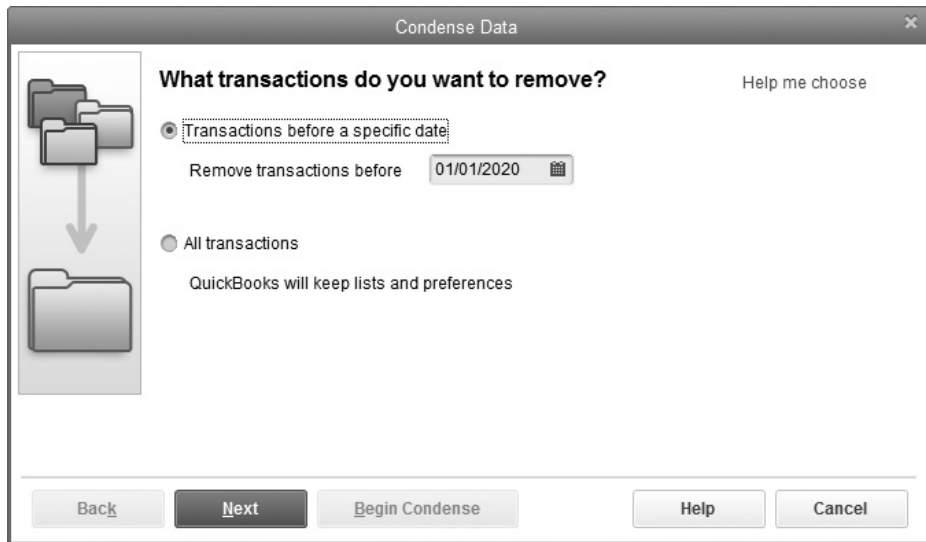 Condense Data
What transactions do you want to remove?
Help me choose
Transactions before a specific date
Remove transactions before 01/01/2020
All transactions
QuickBooks will keep lists and preferences
Back Next Begin Condense Help Cancel